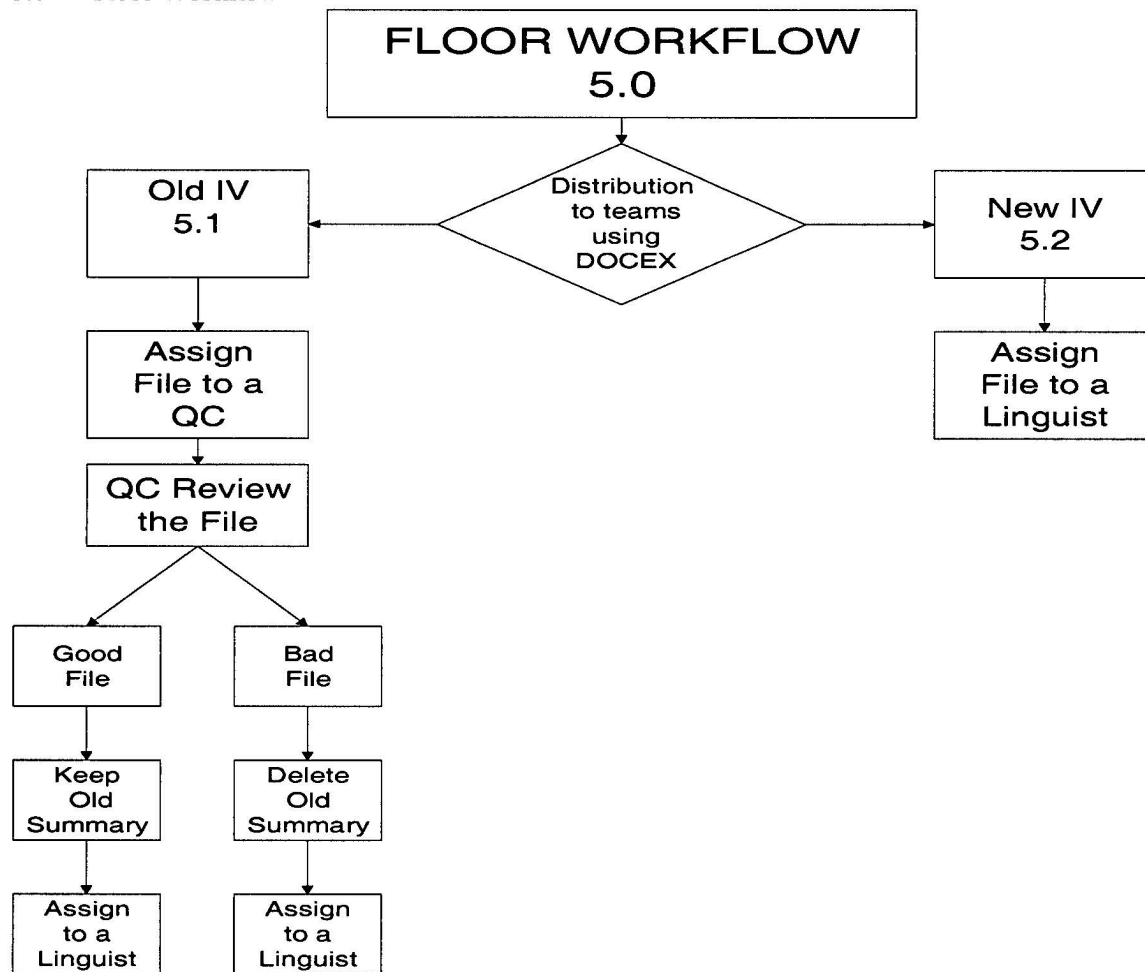 FLOOR WORKFLOW
5.0
Distribution
to teams
using
DOCEX
Old IV
5.1
New IV
5.2
Assign
File to a
QC
Assign
File to a
Linguist
QC Review
the File
Good
File
Bad
File
Keep
Old
Summary
Delete
Old
Summary
Assign
to a
Linguist
Assign
to a
Linguist